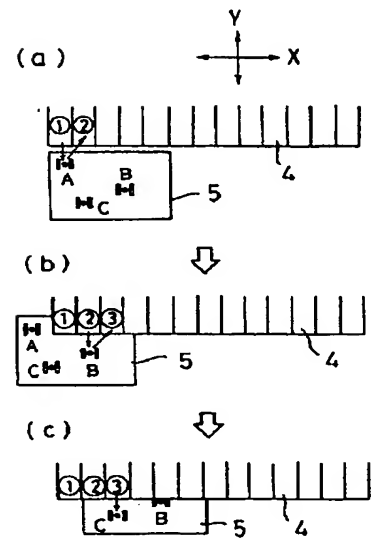 Y
(a) X
① ②
4
A B
C 5
(b)
① ② ③
4
A
C B 5
(c)
① ② ③
4
C B 5